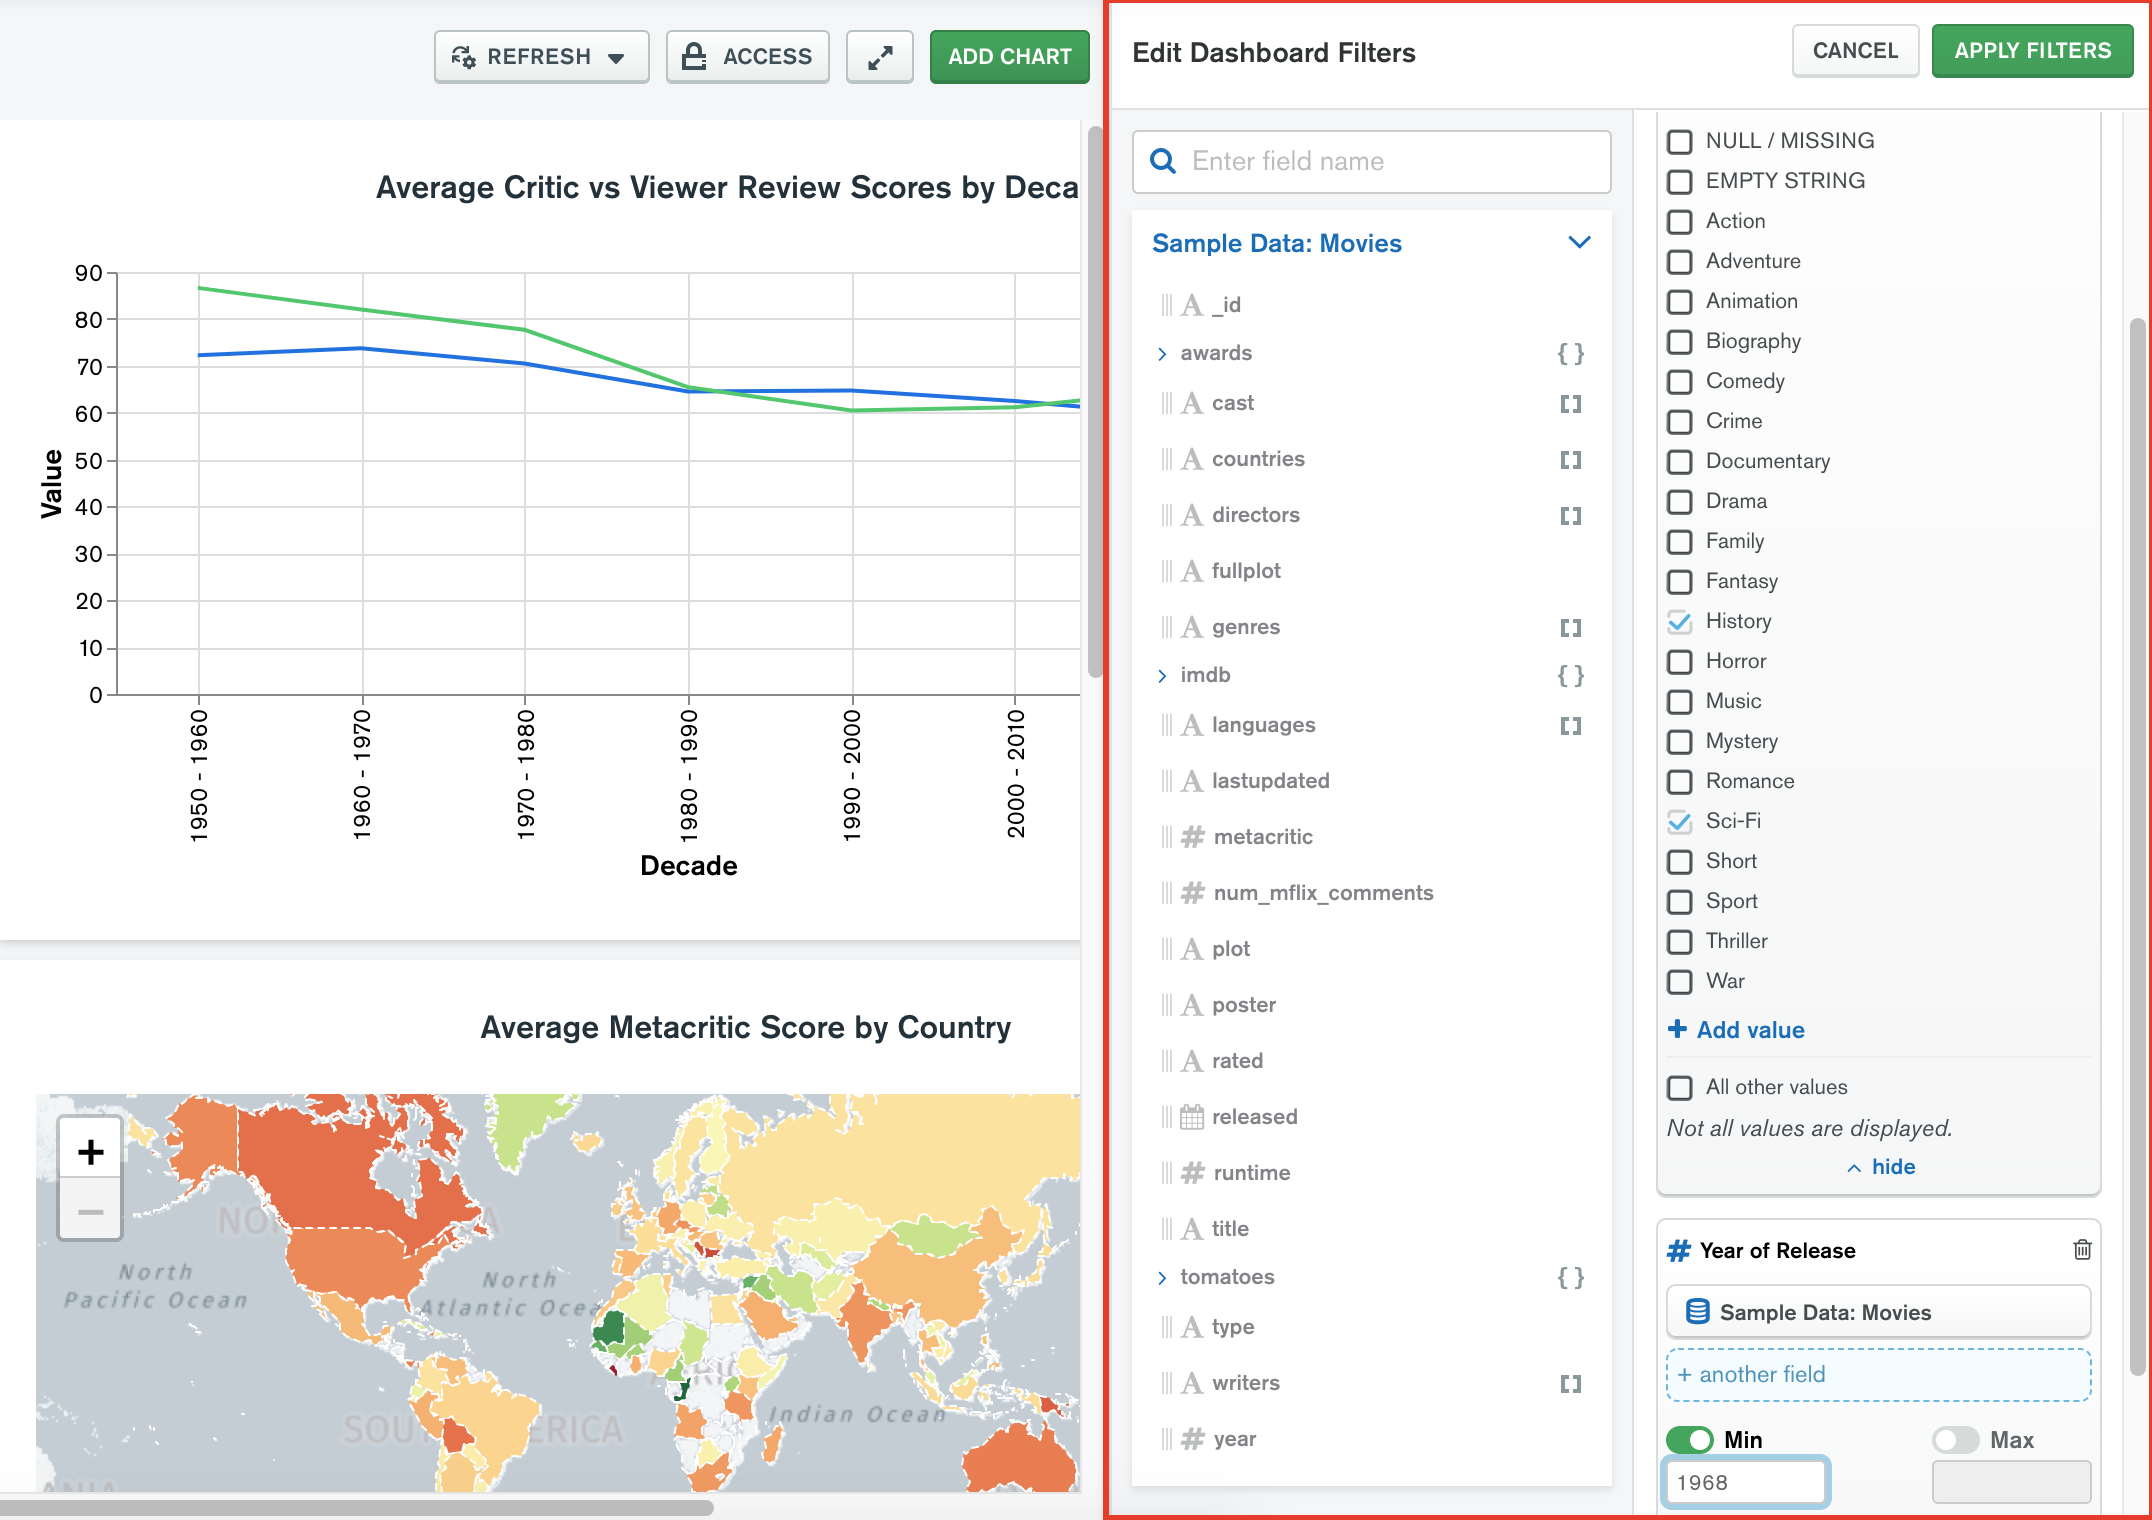 REFRESH
ACCESS
ADD CHART
Average Critic vs Viewer Review Scores by Deca
90
80
70
60
50
40
30
20
10
0
Value
1950 - 1960
1960 - 1970
1970 - 1980
1980 - 1990
1990 - 2000
2000 - 2010
Decade
Average Metacritic Score by Country
+
−
North
Pacific Ocean
North
Atlantic Ocea
Indian Ocean
Edit Dashboard Filters
CANCEL
APPLY FILTERS
Enter field name
Sample Data: Movies
A _id
awards { }
A cast [ ]
A countries [ ]
A directors [ ]
A fullplot
A genres [ ]
imdb { }
A languages [ ]
A lastupdated
# metacritic
# num_mflix_comments
A plot
A poster
A rated
released
# runtime
A title
tomatoes { }
A type
A writers [ ]
# year
NULL / MISSING
EMPTY STRING
Action
Adventure
Animation
Biography
Comedy
Crime
Documentary
Drama
Family
Fantasy
History
Horror
Music
Mystery
Romance
Sci-Fi
Short
Sport
Thriller
War
+ Add value
All other values
Not all values are displayed.
hide
# Year of Release
Sample Data: Movies
+ another field
Min
Max
1968